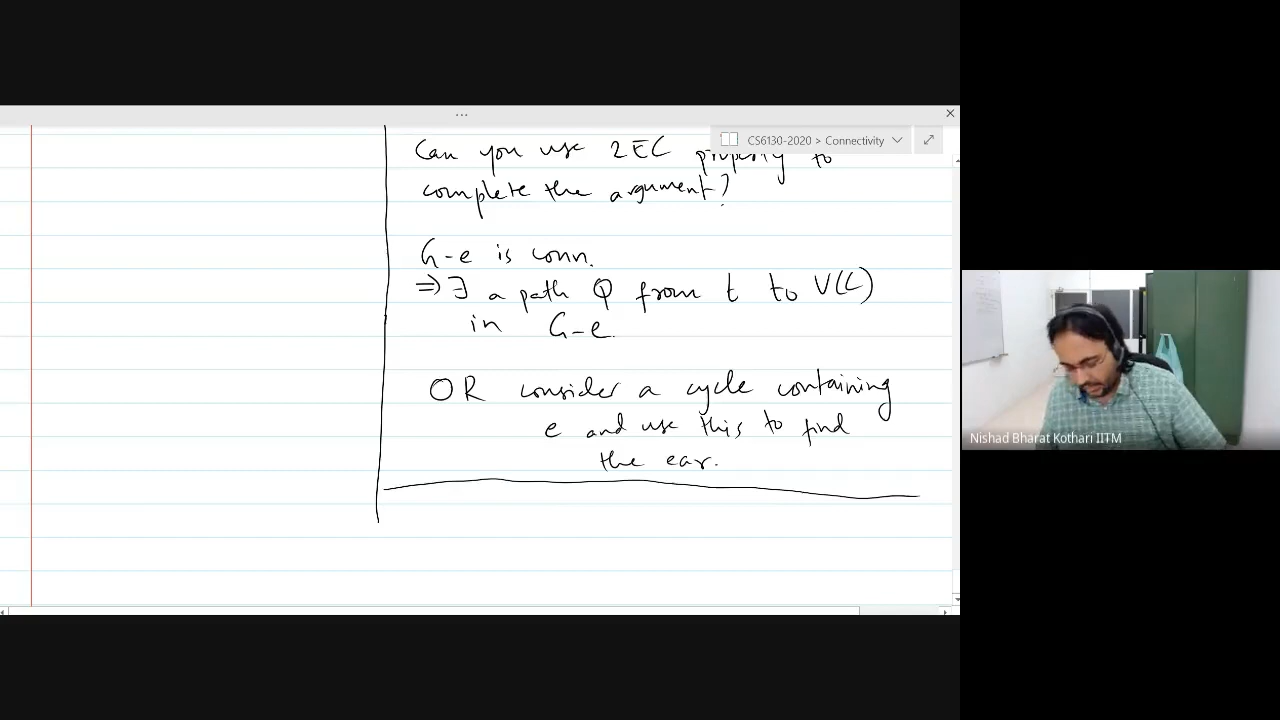 CS6130-2020 > Connectivity
Can you use 2EC property to
complete the argument?
G-e is conn.
⇒ ∃ a path Q from t to V(C)
in G-e.
OR consider a cycle containing
e and use this to find
the ear.
Nishad Bharat Kothari IITM